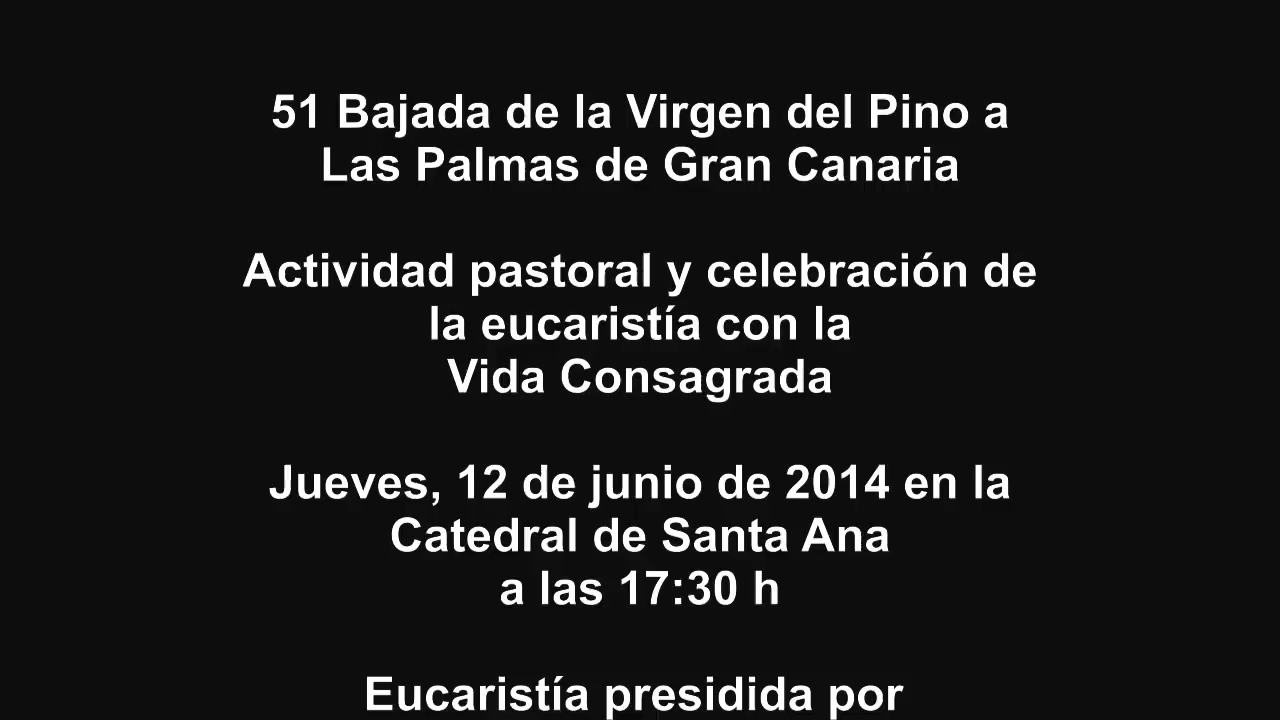 51 Bajada de la Virgen del Pino a
Las Palmas de Gran Canaria
Actividad pastoral y celebración de
la eucaristía con la
Vida Consagrada
Jueves, 12 de junio de 2014 en la
Catedral de Santa Ana
a las 17:30 h
Eucaristía presidida por